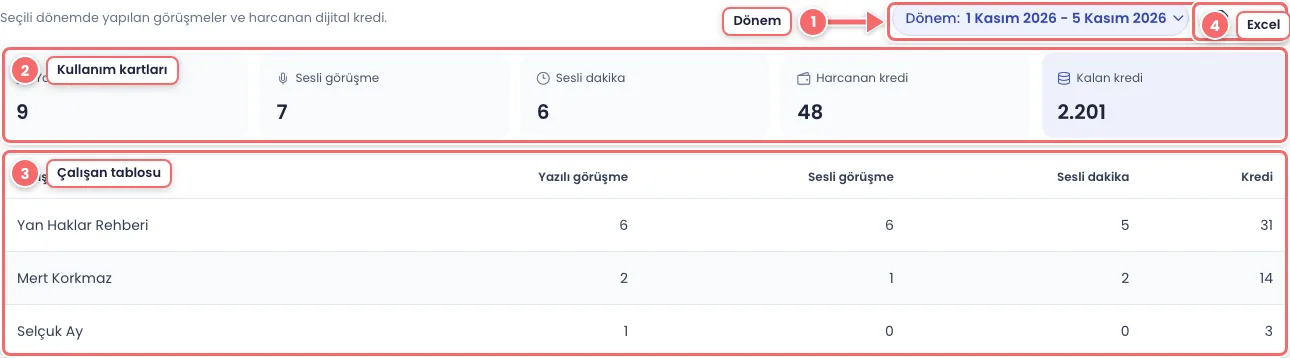 Seçili dönemde yapılan görüşmeler ve harcanan dijital kredi.
Dönem
1
Dönem: 1 Kasım 2026 - 5 Kasım 2026
4
Excel
2
Kullanım kartları
Sesli görüşme
Sesli dakika
Harcanan kredi
Kalan kredi
9
7
6
48
2.201
3
Çalışan tablosu
Yazılı görüşme
Sesli görüşme
Sesli dakika
Kredi
Yan Haklar Rehberi
6
6
5
31
Mert Korkmaz
2
1
2
14
Selçuk Ay
1
0
0
3